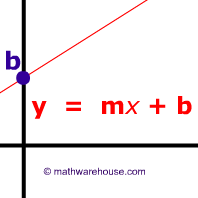 b
y = mx + b
© mathwarehouse.com